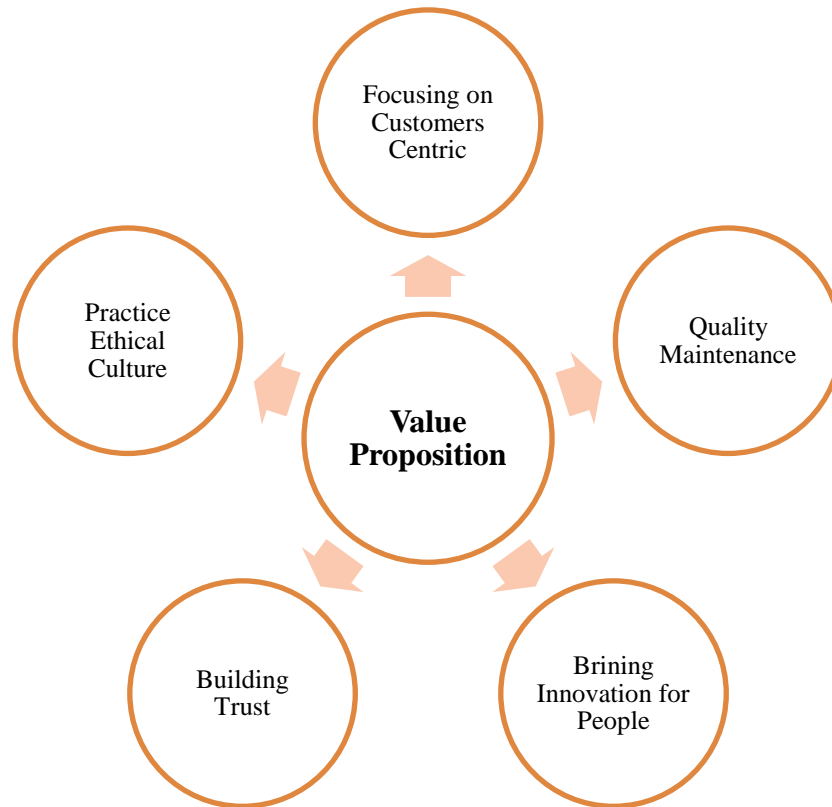 Focusing on
Customers
Centric
Practice
Ethical
Culture
Quality
Maintenance
Value
Proposition
Building
Trust
Brining
Innovation for
People